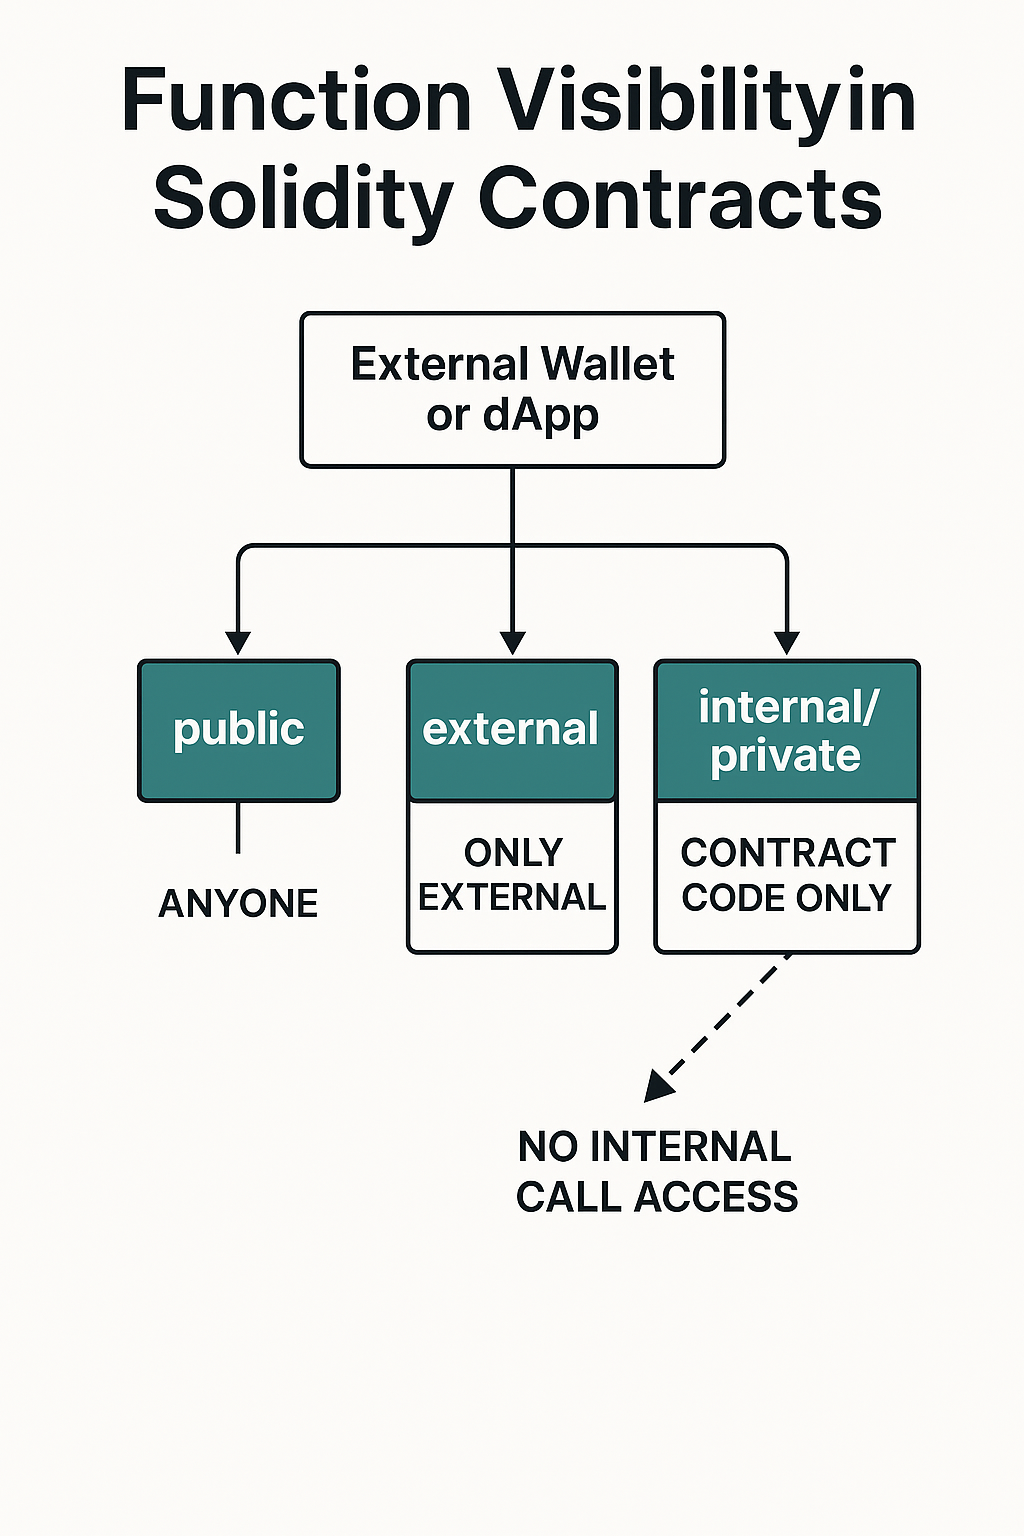 Function Visibilityin
Solidity Contracts
External Wallet
or dApp
public
external
internal/
private
ANYONE
ONLY
EXTERNAL
CONTRACT
CODE ONLY
NO INTERNAL
CALL ACCESS